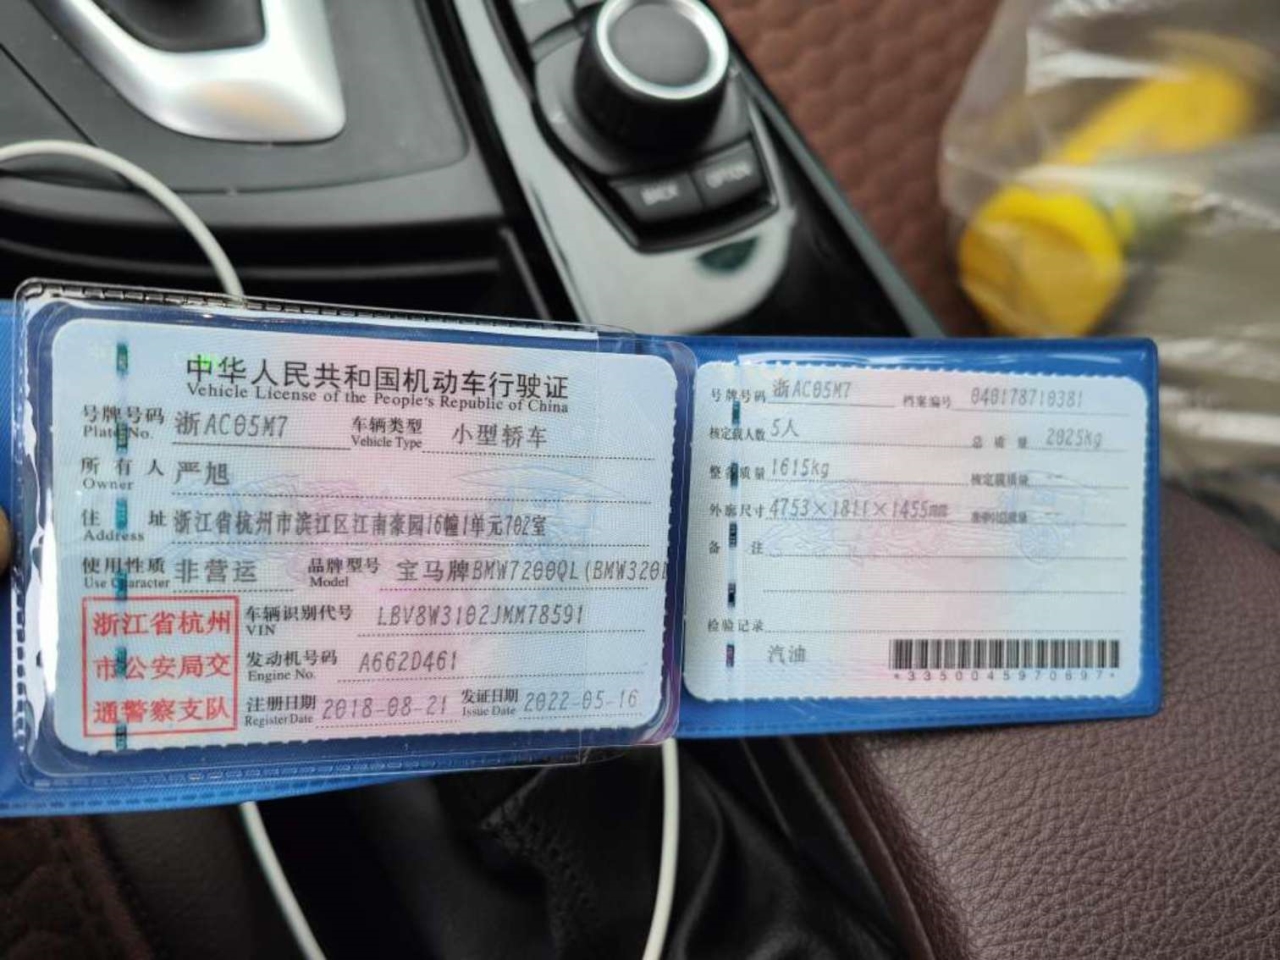 BACK
OPTION
中华人民共和国机动车行驶证
Vehicle License of the People's Republic of China
号牌号码 浙AC05M7 车辆类型 小型轿车
Plate No. Vehicle Type
所有人 严旭
Owner
住址 浙江省杭州市滨江区江南豪园16幢1单元702室
Address
使用性质 非营运 品牌型号 宝马牌BMW7200QL(BMW320L
Use Character Model
浙江省杭州
市公安局交
通警察支队
车辆识别代号 LBV8W3102JMM78591
VIN
发动机号码 A662D461
Engine No.
注册日期 2018-08-21 发证日期 2022-05-16
Register Date Issue Date
号牌号码 浙AC05M7 档案编号 040178710381
核定载人数 5人 总质量 2025kg
整备质量 1615kg 核定载质量 --
外廓尺寸 4753×1811×1455mm 准牵引总质量 --
备注
检验记录
汽油
*3350045970697*